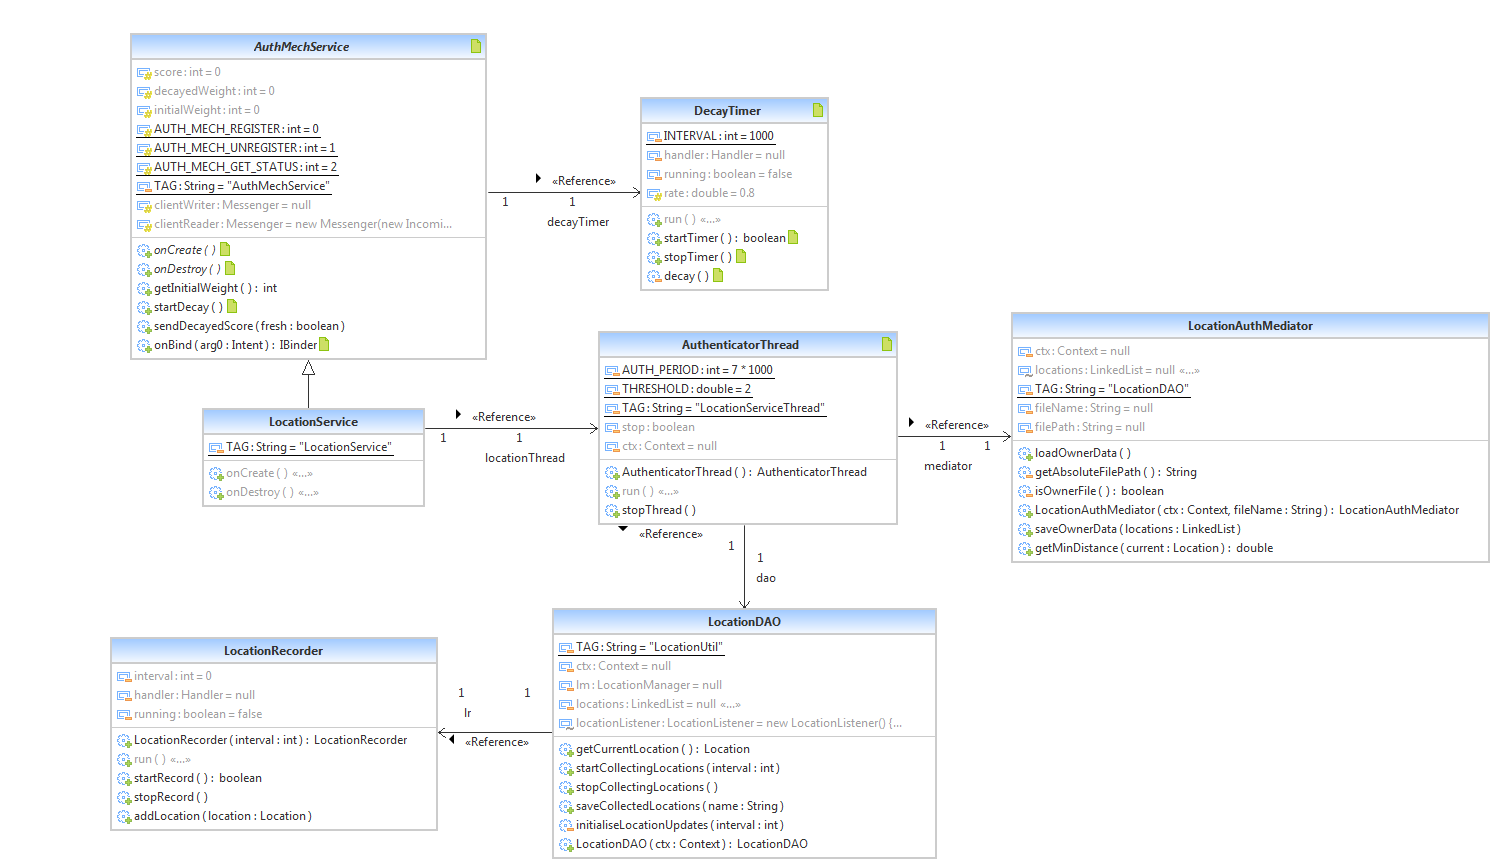 AuthMechService
score : int = 0
decayedWeight : int = 0
initialWeight : int = 0
AUTH_MECH_REGISTER : int = 0
AUTH_MECH_UNREGISTER : int = 1
AUTH_MECH_GET_STATUS : int = 2
TAG : String = "AuthMechService"
clientWriter : Messenger = null
clientReader : Messenger = new Messenger(new Incomi...
onCreate ( )
onDestroy ( )
getInitialWeight ( ) : int
startDecay ( )
sendDecayedScore ( fresh : boolean )
onBind ( arg0 : Intent ) : IBinder
«Reference»
1
1
decayTimer
DecayTimer
INTERVAL : int = 1000
handler : Handler = null
running : boolean = false
rate : double = 0.8
run ( ) «...»
startTimer ( ) : boolean
stopTimer ( )
decay ( )
LocationService
TAG : String = "LocationService"
onCreate ( ) «...»
onDestroy ( ) «...»
«Reference»
1
1
locationThread
AuthenticatorThread
AUTH_PERIOD : int = 7 * 1000
THRESHOLD : double = 2
TAG : String = "LocationServiceThread"
stop : boolean
ctx : Context = null
AuthenticatorThread ( ) : AuthenticatorThread
run ( ) «...»
stopThread ( )
«Reference»
1
1
mediator
LocationAuthMediator
ctx : Context = null
locations : LinkedList = null «...»
TAG : String = "LocationDAO"
fileName : String = null
filePath : String = null
loadOwnerData ( )
getAbsoluteFilePath ( ) : String
isOwnerFile ( ) : boolean
LocationAuthMediator ( ctx : Context, fileName : String ) : LocationAuthMediator
saveOwnerData ( locations : LinkedList )
getMinDistance ( current : Location ) : double
«Reference»
1
1
dao
LocationDAO
TAG : String = "LocationUtil"
ctx : Context = null
lm : LocationManager = null
locations : LinkedList = null «...»
locationListener : LocationListener = new LocationListener() {...
getCurrentLocation ( ) : Location
startCollectingLocations ( interval : int )
stopCollectingLocations ( )
saveCollectedLocations ( name : String )
initialiseLocationUpdates ( interval : int )
LocationDAO ( ctx : Context ) : LocationDAO
1
1
lr
«Reference»
LocationRecorder
interval : int = 0
handler : Handler = null
running : boolean = false
LocationRecorder ( interval : int ) : LocationRecorder
run ( ) «...»
startRecord ( ) : boolean
stopRecord ( )
addLocation ( location : Location )